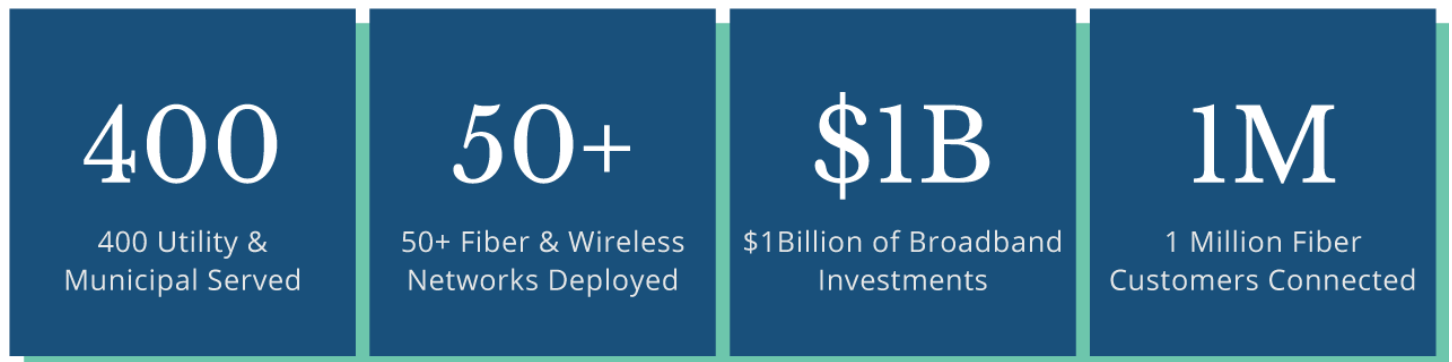 400
400 Utility &
Municipal Served
50+
50+ Fiber & Wireless
Networks Deployed
$1B
$1Billion of Broadband
Investments
1M
1 Million Fiber
Customers Connected